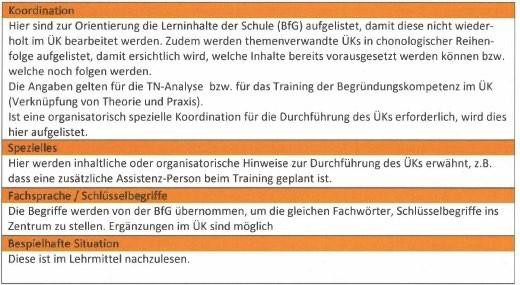 Koordination
Hier sind zur Orientierung die Lerninhalte der Schule (BfG) aufgelistet, damit diese nicht wieder-
holt im ÜK bearbeitet werden. Zudem werden themenverwandte ÜKs in chonologischer Reihen-
folge aufgelistet, damit ersichtlich wird, welche Inhalte bereits vorausgesetzt werden können bzw.
welche noch folgen werden.
Die Angaben gelten für die TN-Analyse bzw. für das Training der Begründungskompetenz im ÜK
(Verknüpfung von Theorie und Praxis).
Ist eine organisatorisch spezielle Koordination für die Durchführung des ÜKs erforderlich, wird dies
hier aufgelistet.
Spezielles
Hier werden inhaltliche oder organisatorische Hinweise zur Durchführung des ÜKs erwähnt, z.B.
dass eine zusätzliche Assistenz-Person beim Training geplant ist.
Fachsprache / Schlüsselbegriffe
Die Begriffe werden von der BfG übernommen, um die gleichen Fachwörter, Schlüsselbegriffe ins
Zentrum zu stellen. Ergänzungen im ÜK sind möglich
Bespielhafte Situation
Diese ist im Lehrmittel nachzulesen.